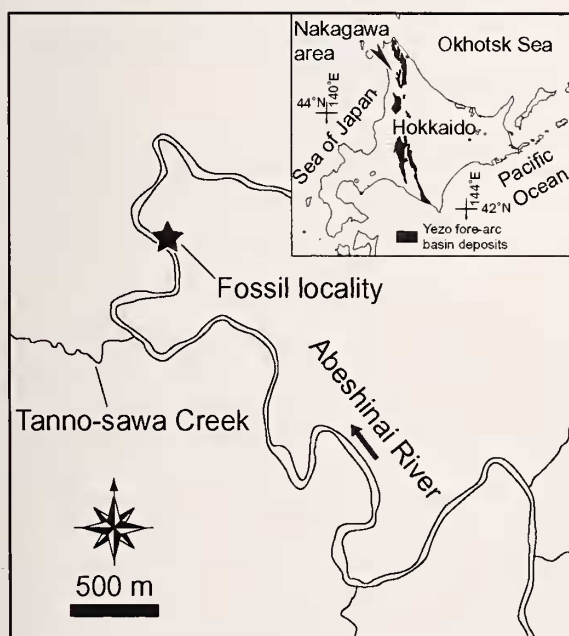 Nakagawa
area
Okhotsk Sea
44°N
140°E
Sea of Japan
Hokkaido
Pacific
Ocean
144°E
42°N
Yezo fore-arc
basin deposits
Fossil locality
Abeshinai River
Tanno-sawa Creek
500 m